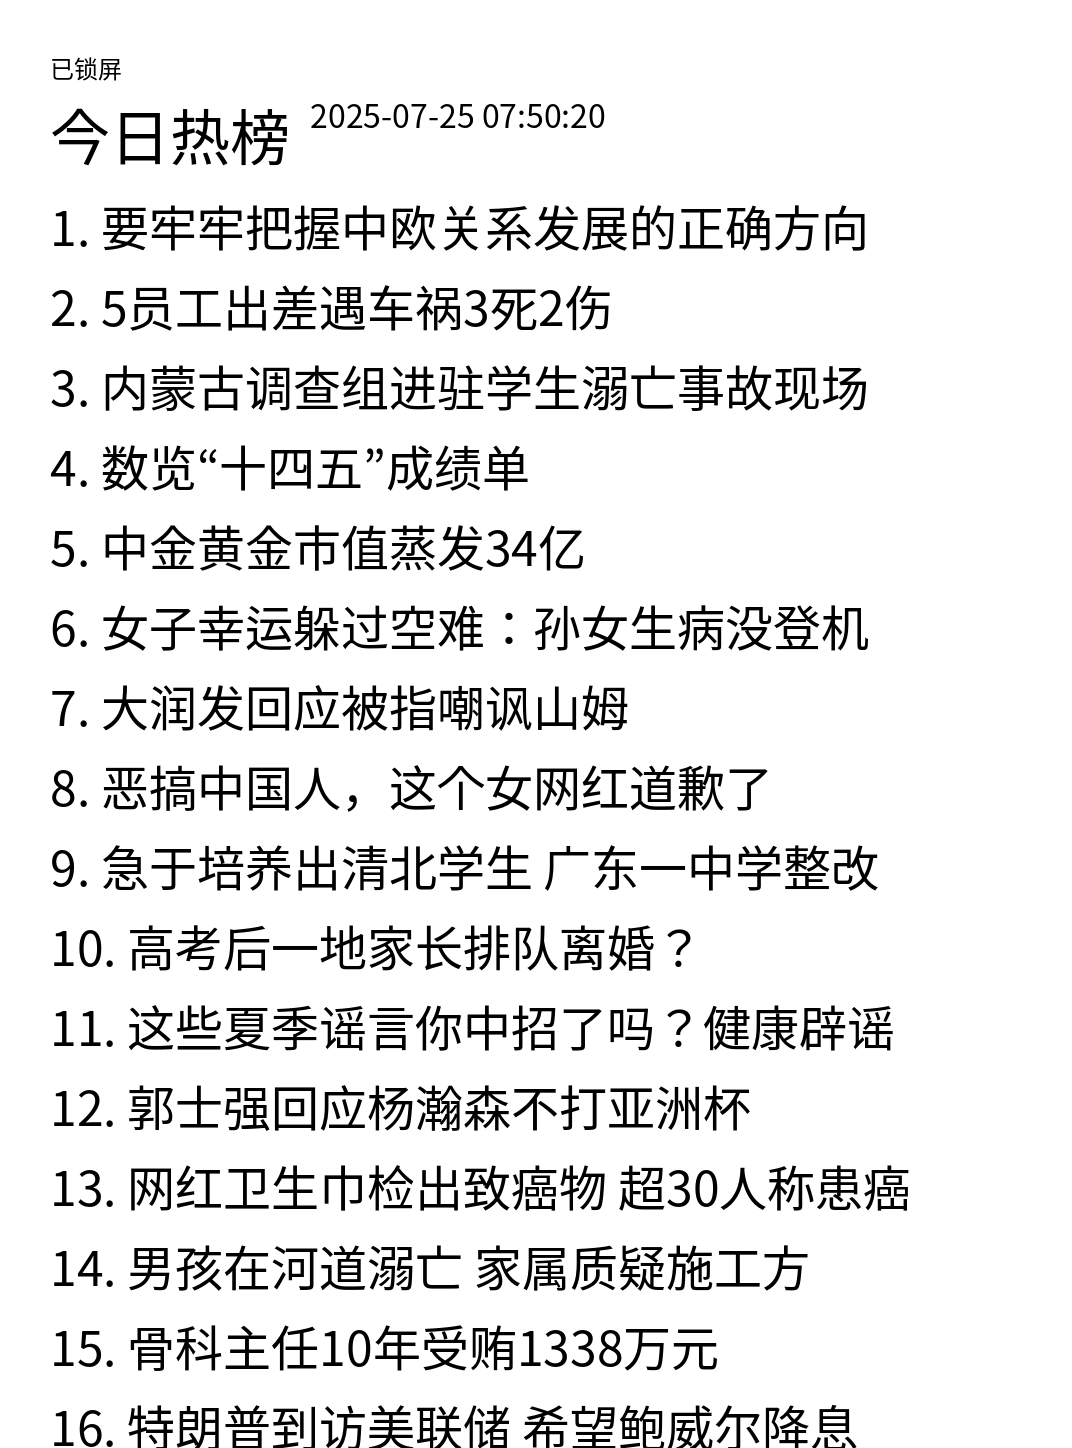 已锁屏
今日热榜 2025-07-25 07:50:20
1. 要牢牢把握中欧关系发展的正确方向
2. 5员工出差遇车祸3死2伤
3. 内蒙古调查组进驻学生溺亡事故现场
4. 数览“十四五”成绩单
5. 中金黄金市值蒸发34亿
6. 女子幸运躲过空难：孙女生病没登机
7. 大润发回应被指嘲讽山姆
8. 恶搞中国人，这个女网红道歉了
9. 急于培养出清北学生 广东一中学整改
10. 高考后一地家长排队离婚？
11. 这些夏季谣言你中招了吗？健康辟谣
12. 郭士强回应杨瀚森不打亚洲杯
13. 网红卫生巾检出致癌物 超30人称患癌
14. 男孩在河道溺亡 家属质疑施工方
15. 骨科主任10年受贿1338万元
16. 特朗普到访美联储 希望鲍威尔降息